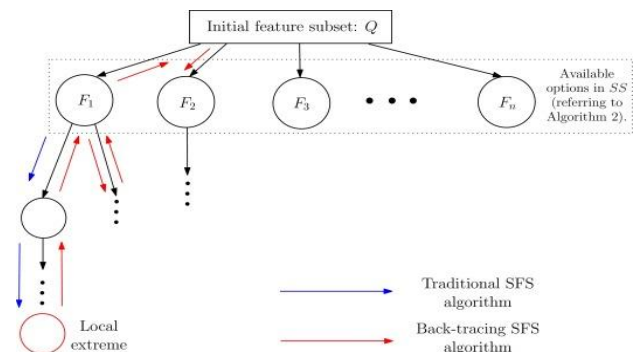 Initial feature subset: Q
F1
F2
F3
Fn
Available
options in SS
(referring to
Algorithm 2).
Local
extreme
Traditional SFS
algorithm
Back-tracing SFS
algorithm